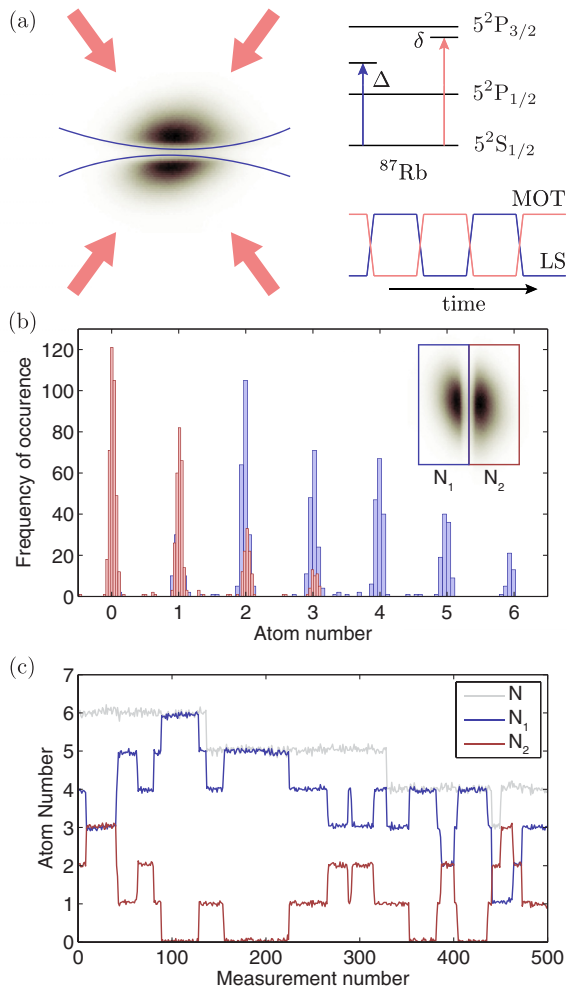 (a)
5²P₃/₂
δ
Δ
5²P₁/₂
5²S₁/₂
⁸⁷Rb
MOT
LS
time
(b)
Frequency of occurence
120
100
80
60
40
20
0
0 1 2 3 4 5 6
Atom number
N₁ N₂
(c)
Atom Number
7
6
5
4
3
2
1
0
N
N₁
N₂
0 100 200 300 400 500
Measurement number